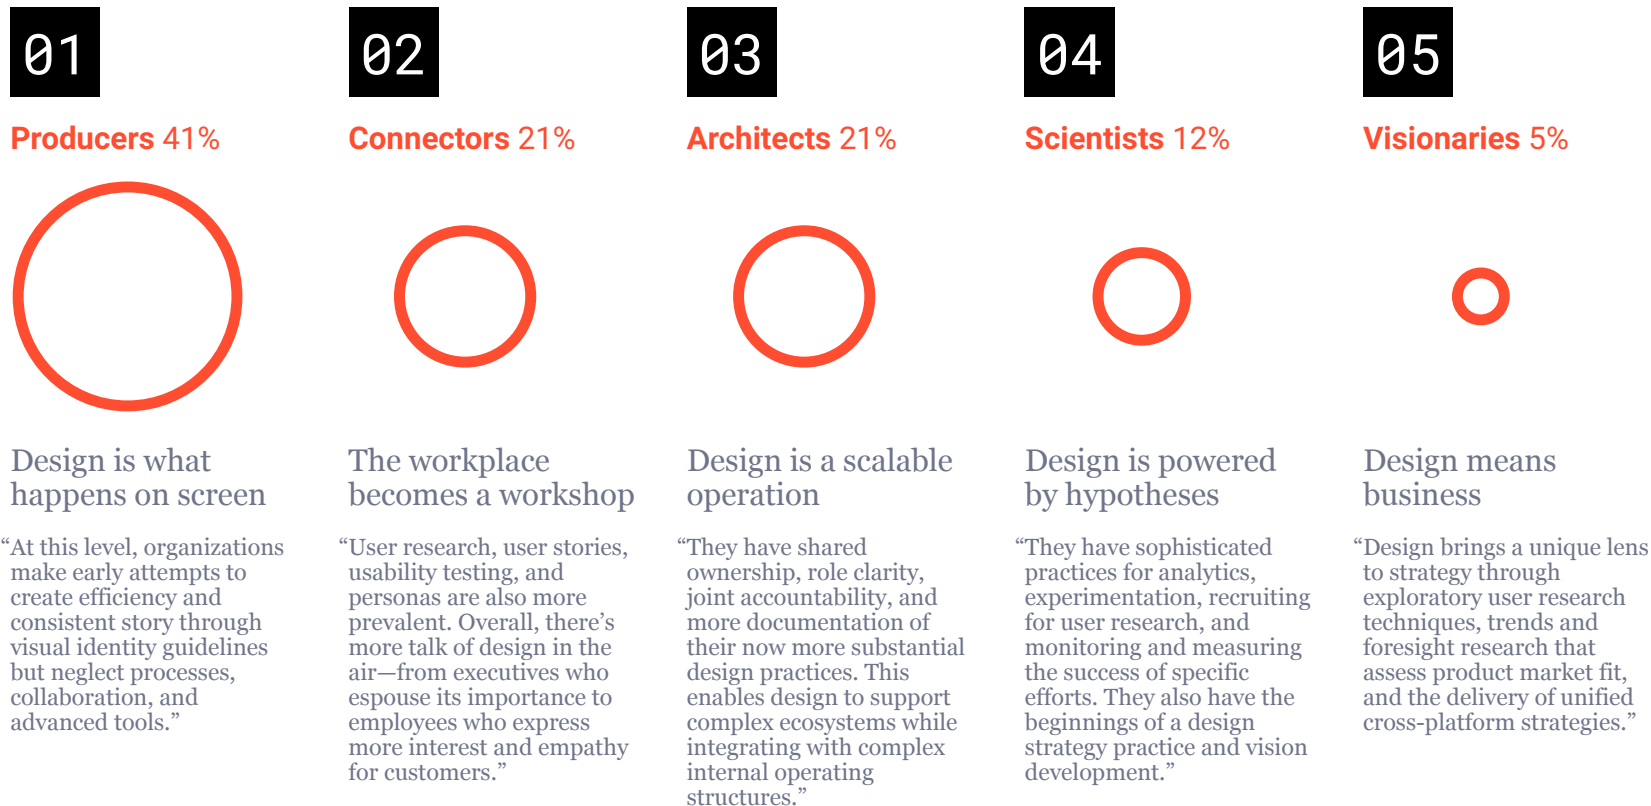 01
Producers 41%
Design is what
happens on screen
“At this level, organizations
make early attempts to
create efficiency and
consistent story through
visual identity guidelines
but neglect processes,
collaboration, and
advanced tools.”
02
Connectors 21%
The workplace
becomes a workshop
“User research, user stories,
usability testing, and
personas are also more
prevalent. Overall, there’s
more talk of design in the
air—from executives who
espouse its importance to
employees who express
more interest and empathy
for customers.”
03
Architects 21%
Design is a scalable
operation
“They have shared
ownership, role clarity,
joint accountability, and
more documentation of
their now more substantial
design practices. This
enables design to support
complex ecosystems while
integrating with complex
internal operating
structures.”
04
Scientists 12%
Design is powered
by hypotheses
“They have sophisticated
practices for analytics,
experimentation, recruiting
for user research, and
monitoring and measuring
the success of specific
efforts. They also have the
beginnings of a design
strategy practice and vision
development.”
05
Visionaries 5%
Design means
business
“Design brings a unique lens
to strategy through
exploratory user research
techniques, trends and
foresight research that
assess product market fit,
and the delivery of unified
cross-platform strategies.”